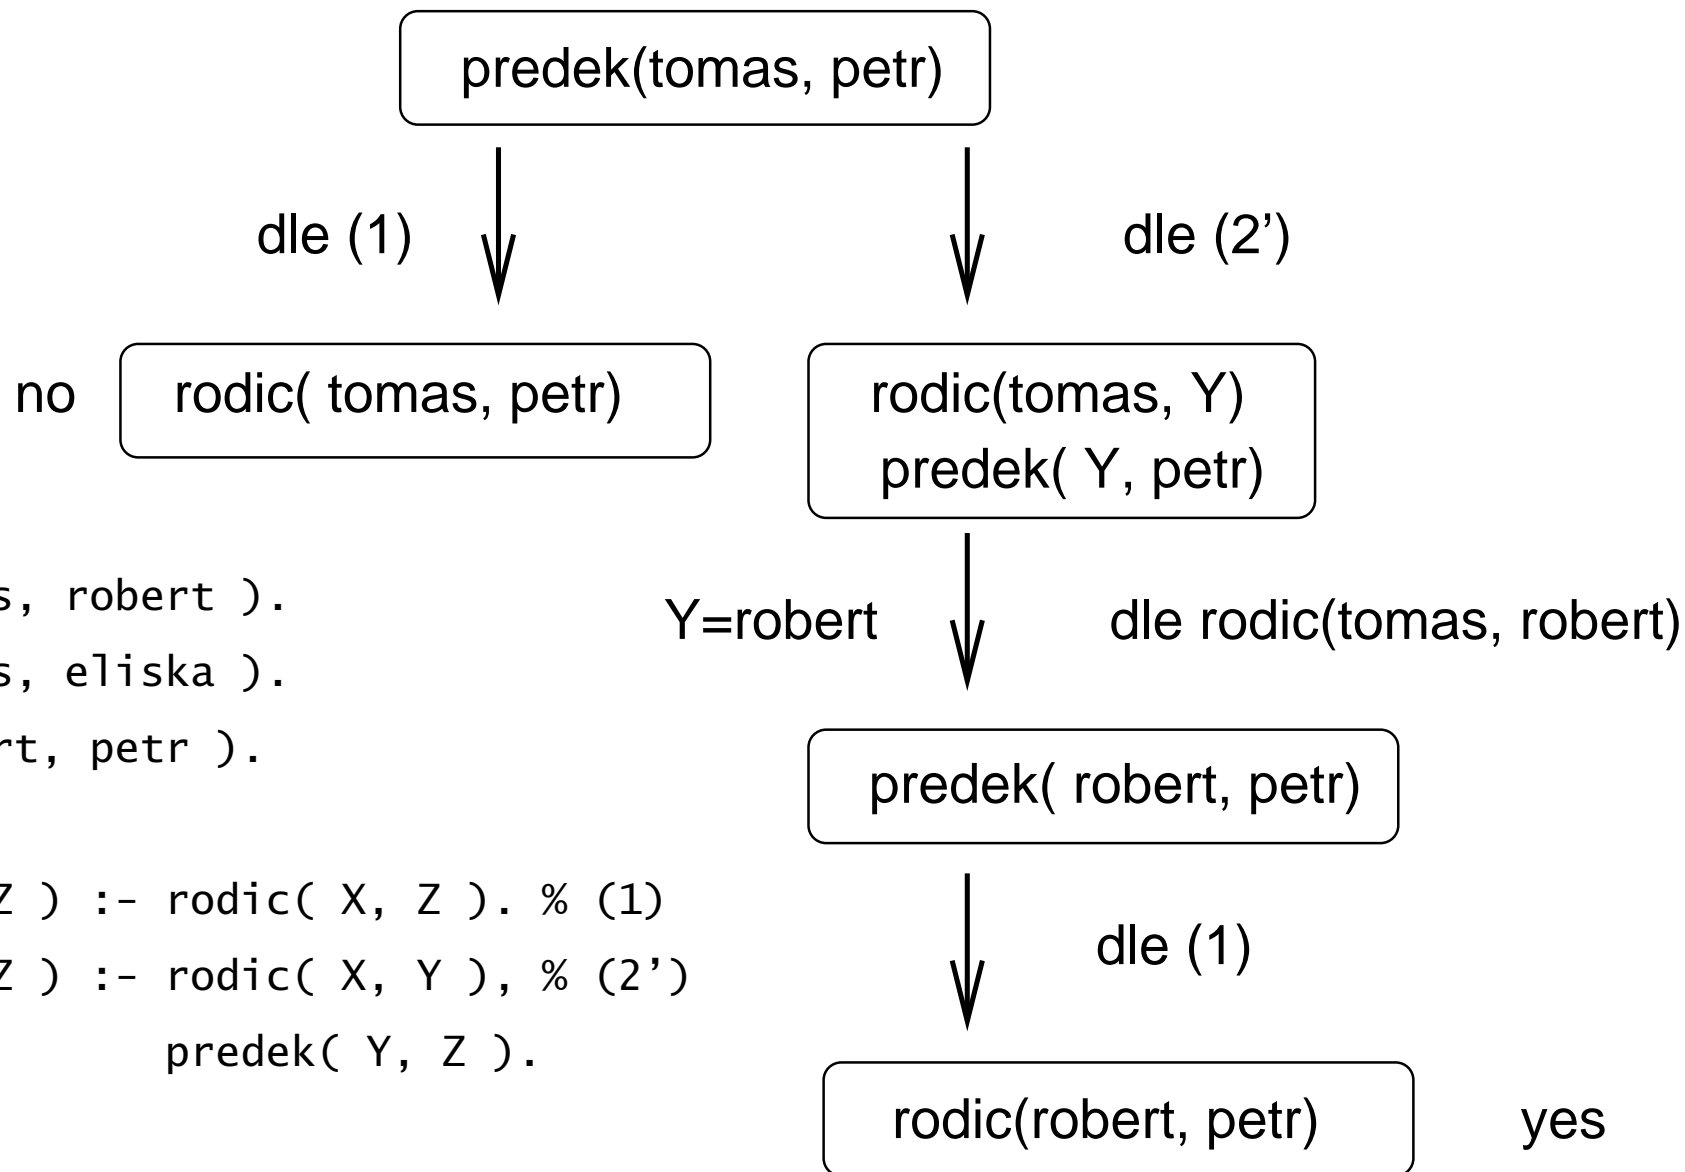 predek(tomas, petr)
dle (1)
dle (2’)
no
rodic( tomas, petr)
rodic(tomas, Y)
predek( Y, petr)
Y=robert
dle rodic(tomas, robert)
predek( robert, petr)
dle (1)
rodic(robert, petr)
yes
s, robert ).
s, eliska ).
rt, petr ).
Z ) :- rodic( X, Z ). % (1)
Z ) :- rodic( X, Y ), % (2’)
predek( Y, Z ).